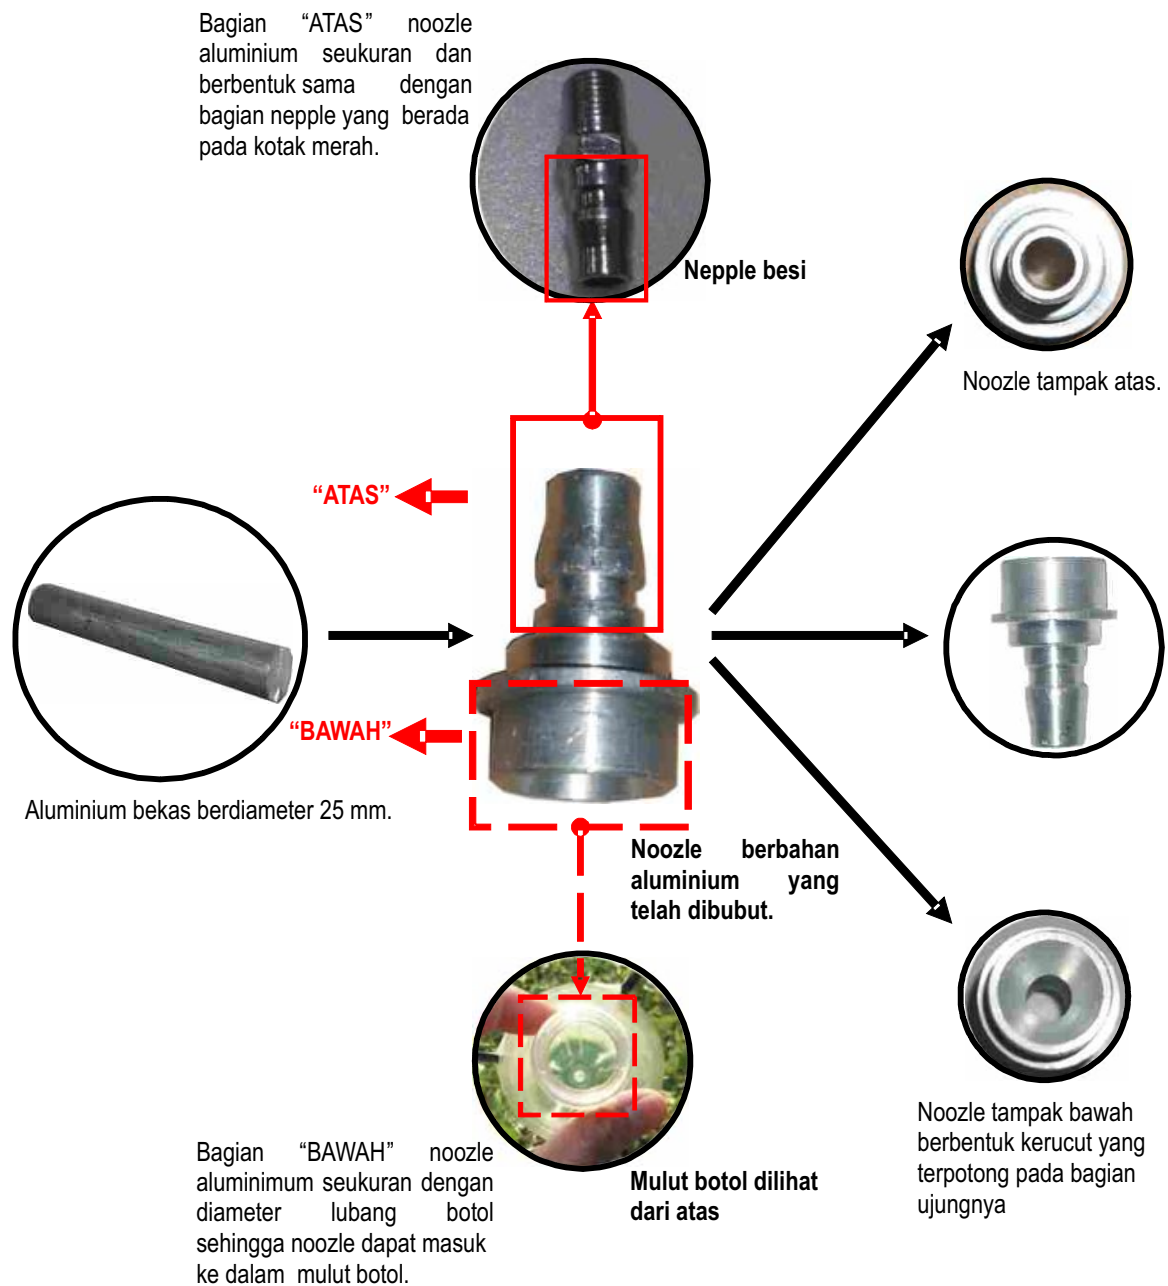 Bagian “ATAS” noozle
aluminium seukuran dan
berbentuk sama dengan
bagian nepple yang berada
pada kotak merah.
Nepple besi
Noozle tampak atas.
“ATAS”
“BAWAH”
Aluminium bekas berdiameter 25 mm.
Noozle berbahan
aluminium yang
telah dibubut.
Noozle tampak bawah
berbentuk kerucut yang
terpotong pada bagian
ujungnya
Bagian “BAWAH” noozle
aluminimum seukuran dengan
diameter lubang botol
sehingga noozle dapat masuk
ke dalam mulut botol.
Mulut botol dilihat
dari atas